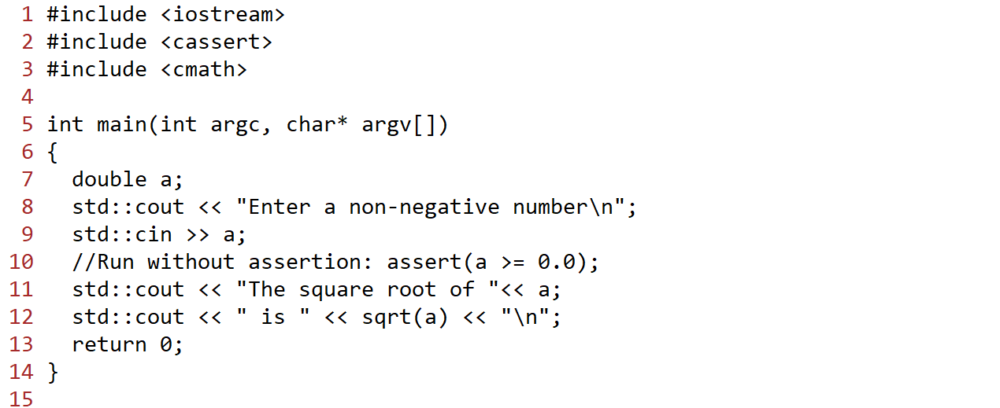 1 #include <iostream>
2 #include <cassert>
3 #include <cmath>
4
5 int main(int argc, char* argv[])
6 {
7   double a;
8   std::cout << "Enter a non-negative number\n";
9   std::cin >> a;
10   //Run without assertion: assert(a >= 0.0);
11   std::cout << "The square root of "<< a;
12   std::cout << " is " << sqrt(a) << "\n";
13   return 0;
14 }
15